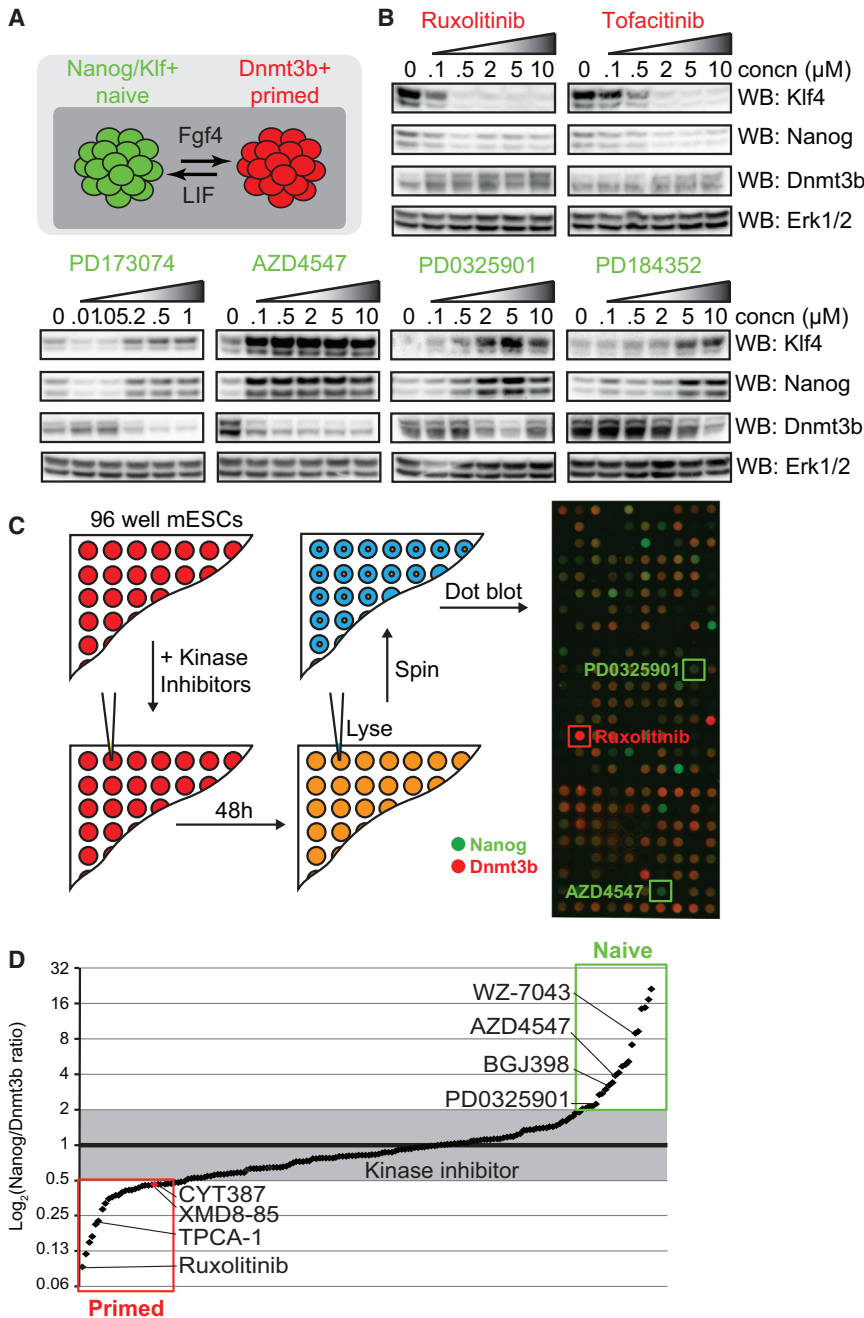 A
Nanog/Klf+
naive
Dnmt3b+
primed
Fgf4
LIF
B
Ruxolitinib
Tofacitinib
0 .1 .5 2 5 10
0 .1 .5 2 5 10
concn (µM)
WB: Klf4
WB: Nanog
WB: Dnmt3b
WB: Erk1/2
PD173074
AZD4547
PD0325901
PD184352
0 .01.05.2 .5 1
0 .1 .5 2 5 10
0 .1 .5 2 5 10
0 .1 .5 2 5 10
concn (µM)
WB: Klf4
WB: Nanog
WB: Dnmt3b
WB: Erk1/2
C
96 well mESCs
+ Kinase
Inhibitors
48h
Lyse
Spin
Dot blot
Nanog
Dnmt3b
PD0325901
Ruxolitinib
AZD4547
D
Naive
Log2(Nanog/Dnmt3b ratio)
32
16
8
4
2
1
0.5
0.25
0.13
0.06
WZ-7043
AZD4547
BGJ398
PD0325901
Kinase inhibitor
CYT387
XMD8-85
TPCA-1
Ruxolitinib
Primed